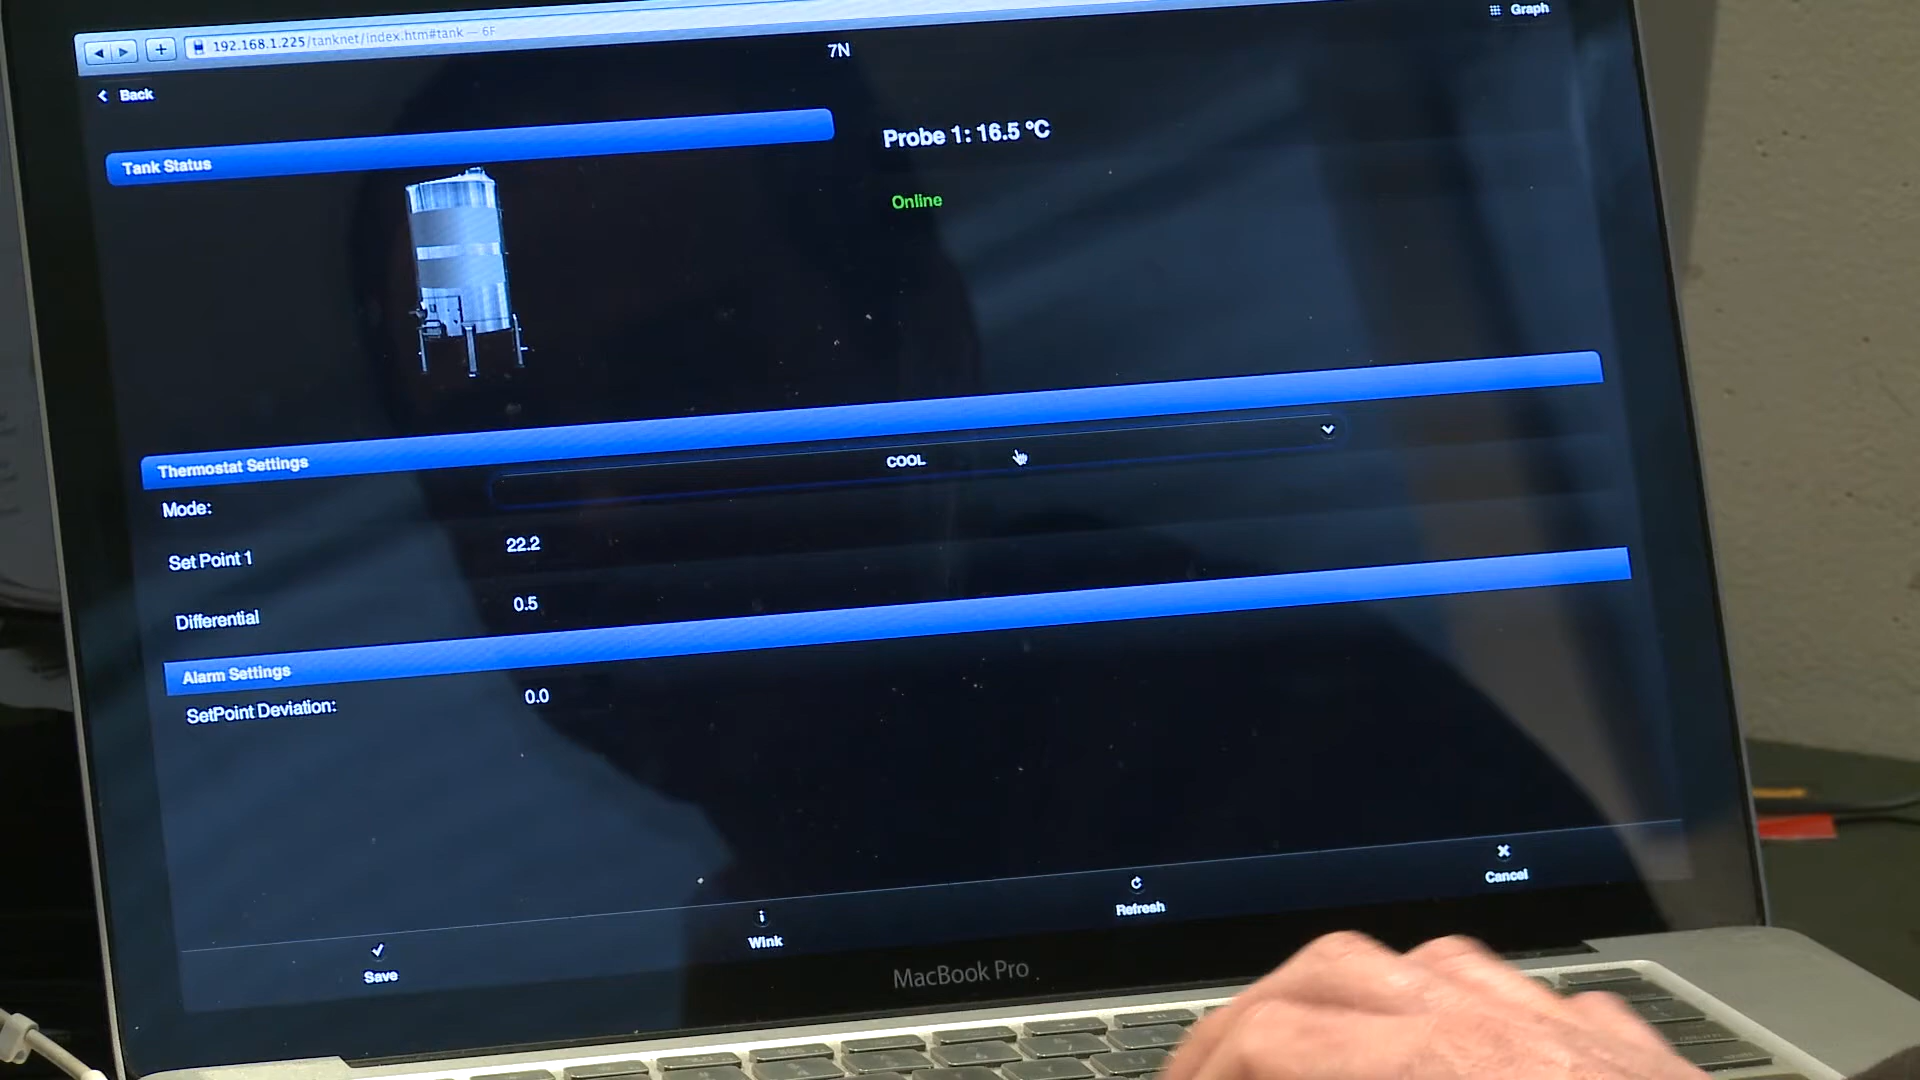 192.168.1.225/tanknet/index.htm#tank — 6F
7N
Graph
Back
Tank Status
Probe 1: 16.5 °C
Online
Thermostat Settings
Mode:
COOL
Set Point 1
22.2
Differential
0.5
Alarm Settings
SetPoint Deviation:
0.0
Save
Wink
Refresh
Cancel
MacBook Pro